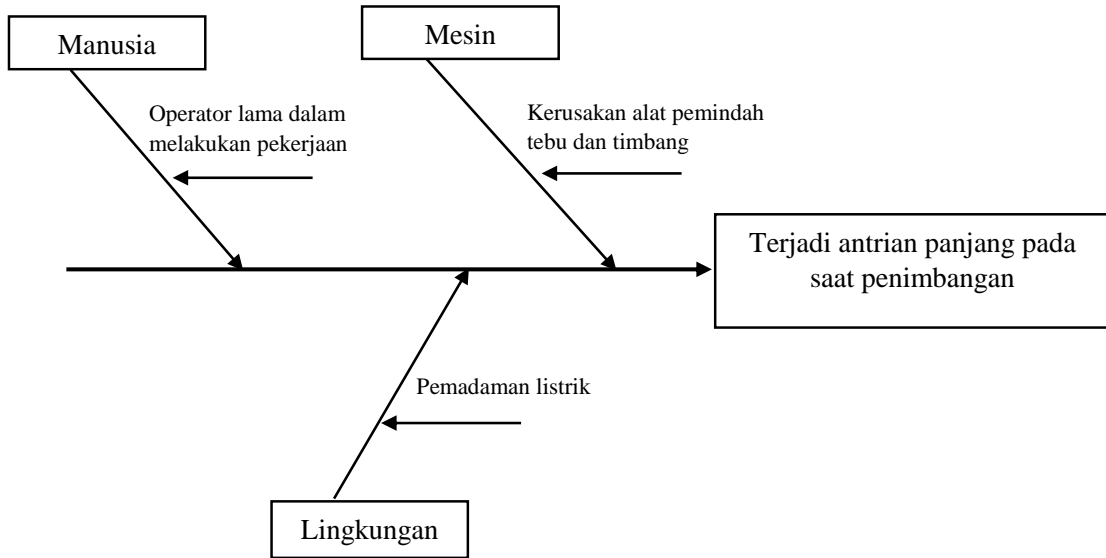 Manusia
Mesin
Operator lama dalam
melakukan pekerjaan
Kerusakan alat pemindah
tebu dan timbang
Terjadi antrian panjang pada
saat penimbangan
Pemadaman listrik
Lingkungan